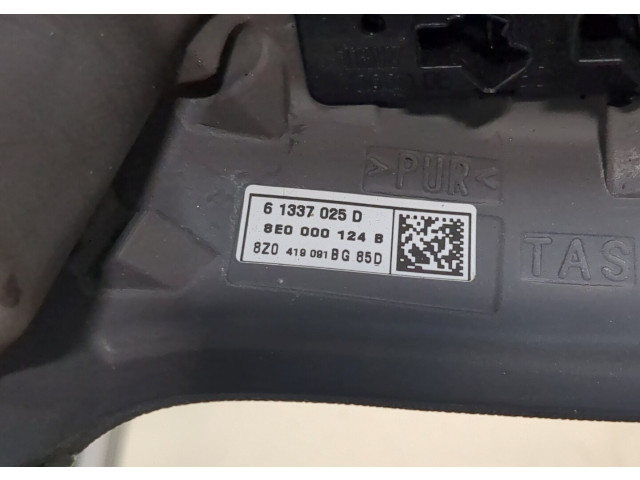 >PUR<
6 1337 025 D
8E0 000 124 B
8Z0 419 091 BG 85D
TAS